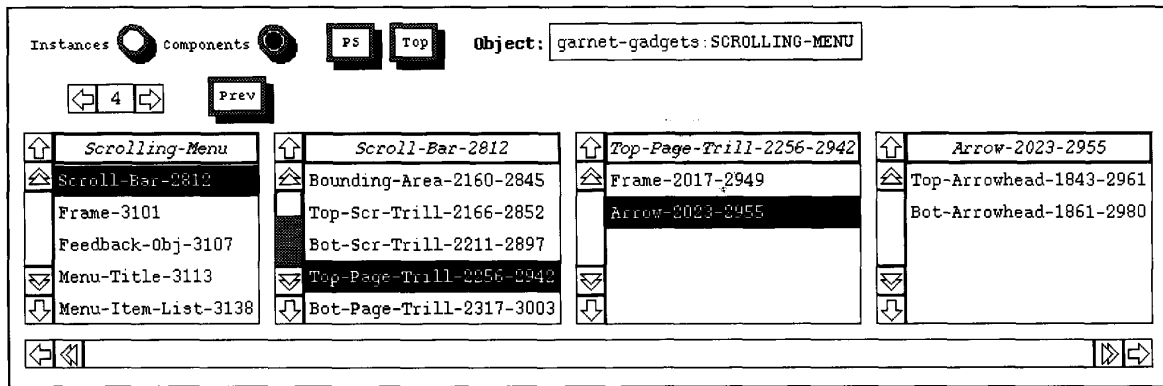 Instances Components PS Top Object: garnet-gadgets:SCROLLING-MENU
4 Prev
Scrolling-Menu
Scroll-Bar-2812
Frame-3101
Feedback-Obj-3107
Menu-Title-3113
Menu-Item-List-3138
Scroll-Bar-2812
Bounding-Area-2160-2845
Top-Scr-Trill-2166-2852
Bot-Scr-Trill-2211-2897
Top-Page-Trill-2256-2942
Bot-Page-Trill-2317-3003
Top-Page-Trill-2256-2942
Frame-2017-2949
Arrow-2023-2955
Arrow-2023-2955
Top-Arrowhead-1843-2961
Bot-Arrowhead-1861-2980